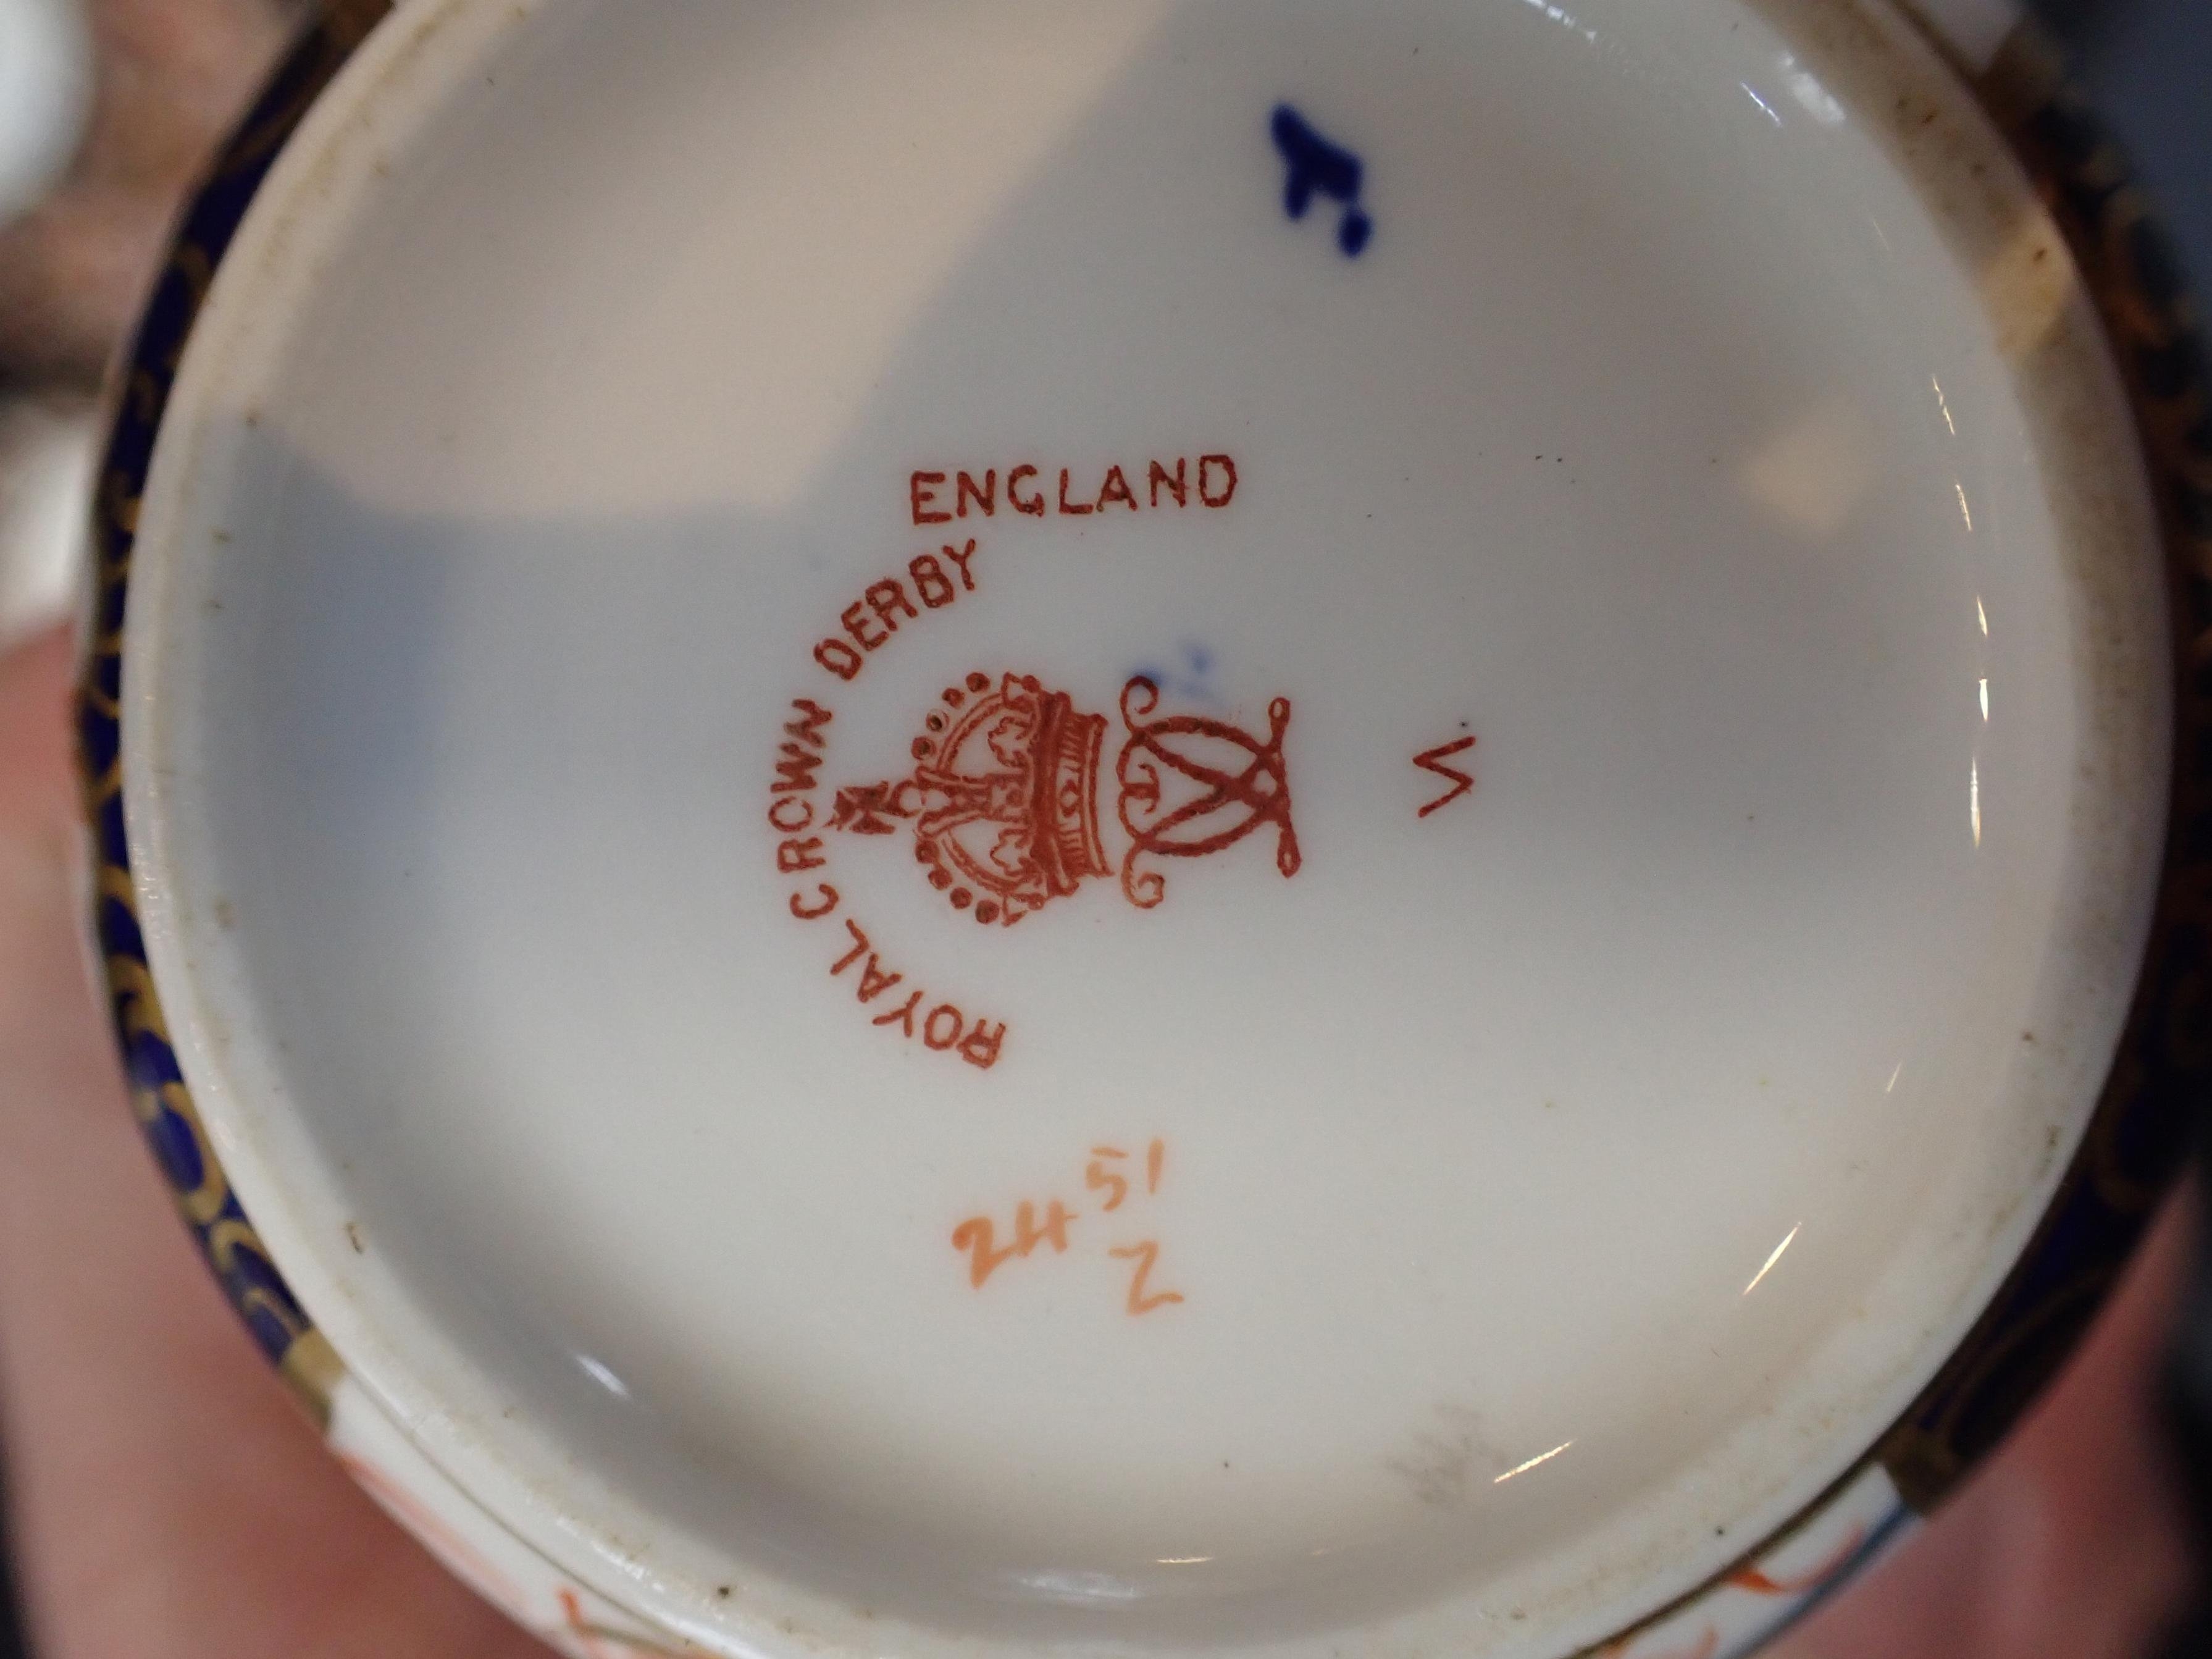 ENGLAND
ROYAL CROWN DERBY
2451
Z